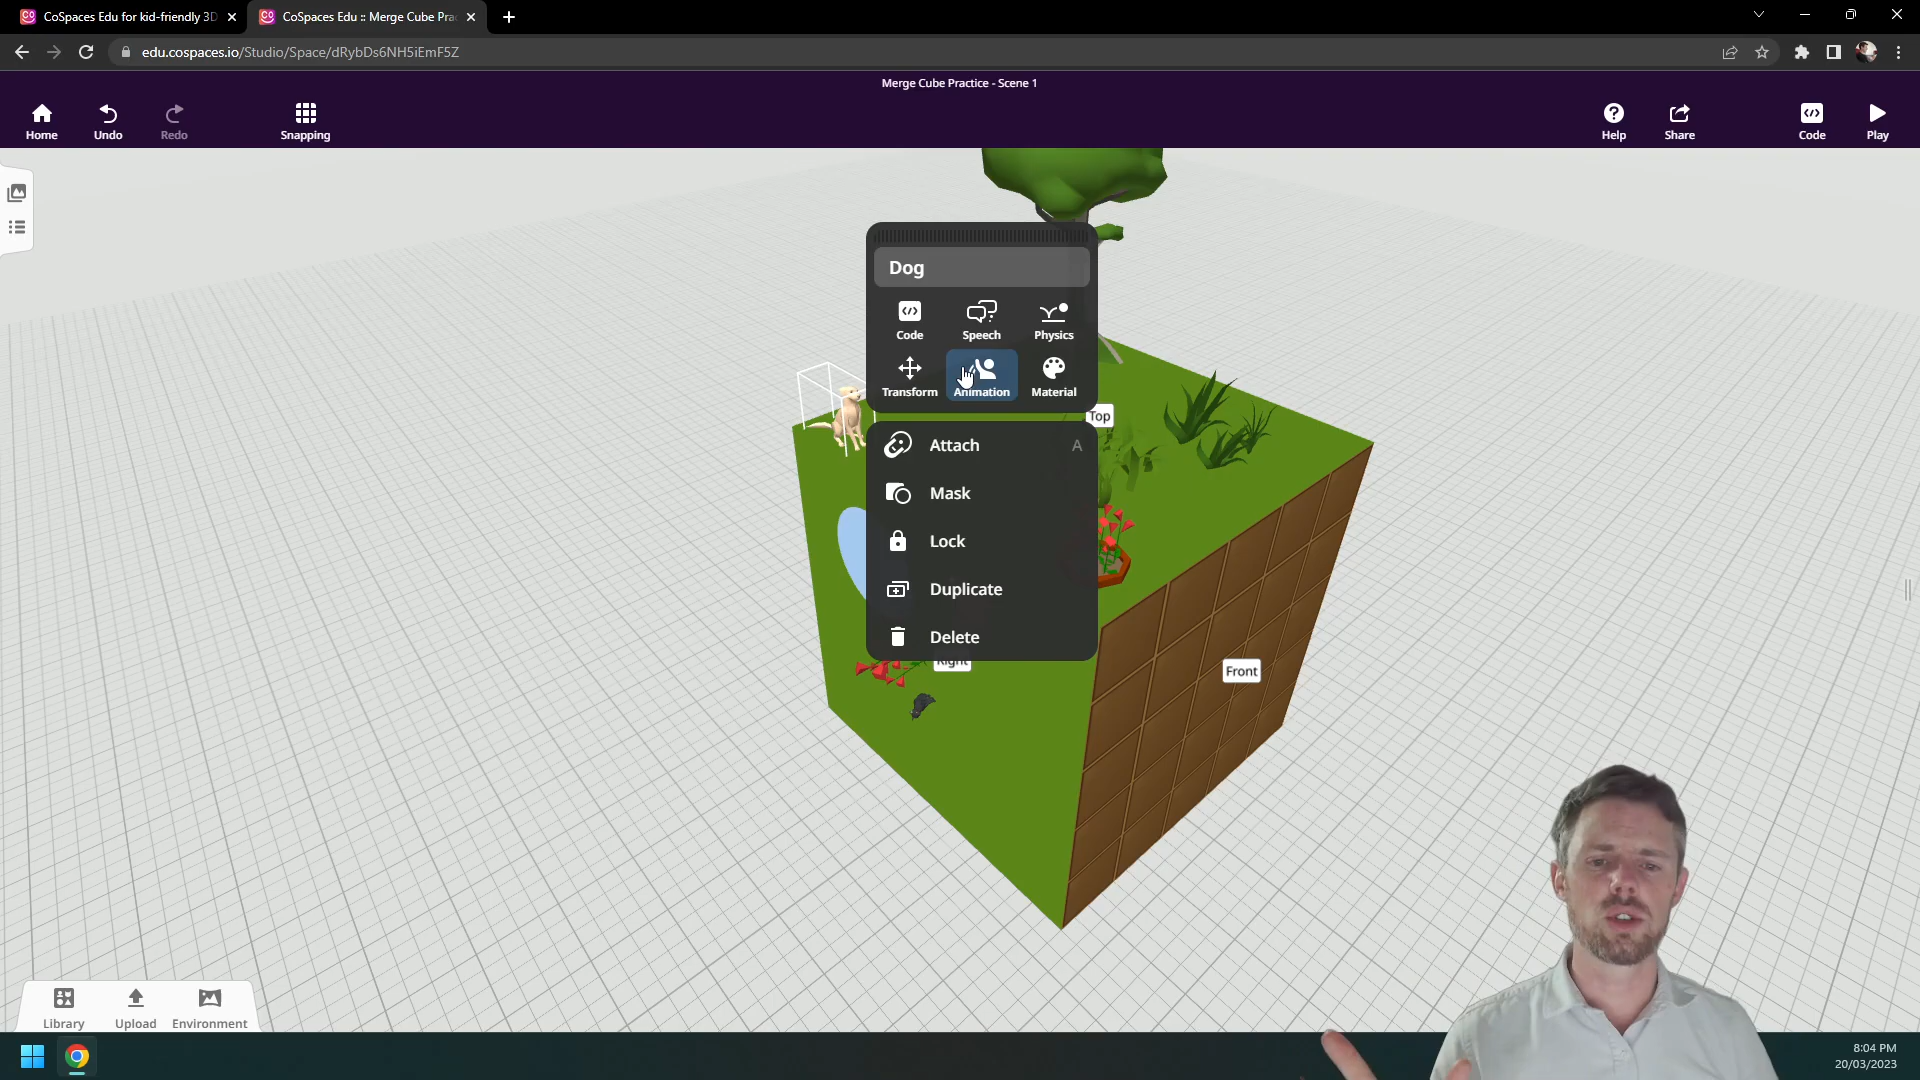 CoSpaces Edu for kid-friendly 3D
CoSpaces Edu :: Merge Cube Prac
edu.cospaces.io/Studio/Space/dRybDs6NH5iEmF5Z
Merge Cube Practice - Scene 1
Home
Undo
Redo
Snapping
Help
Share
Code
Play
Dog
Code
Speech
Physics
Transform
Animation
Material
Top
Attach
A
Mask
Lock
Duplicate
Delete
Right
Front
Library
Upload
Environment
8:04 PM
20/03/2023